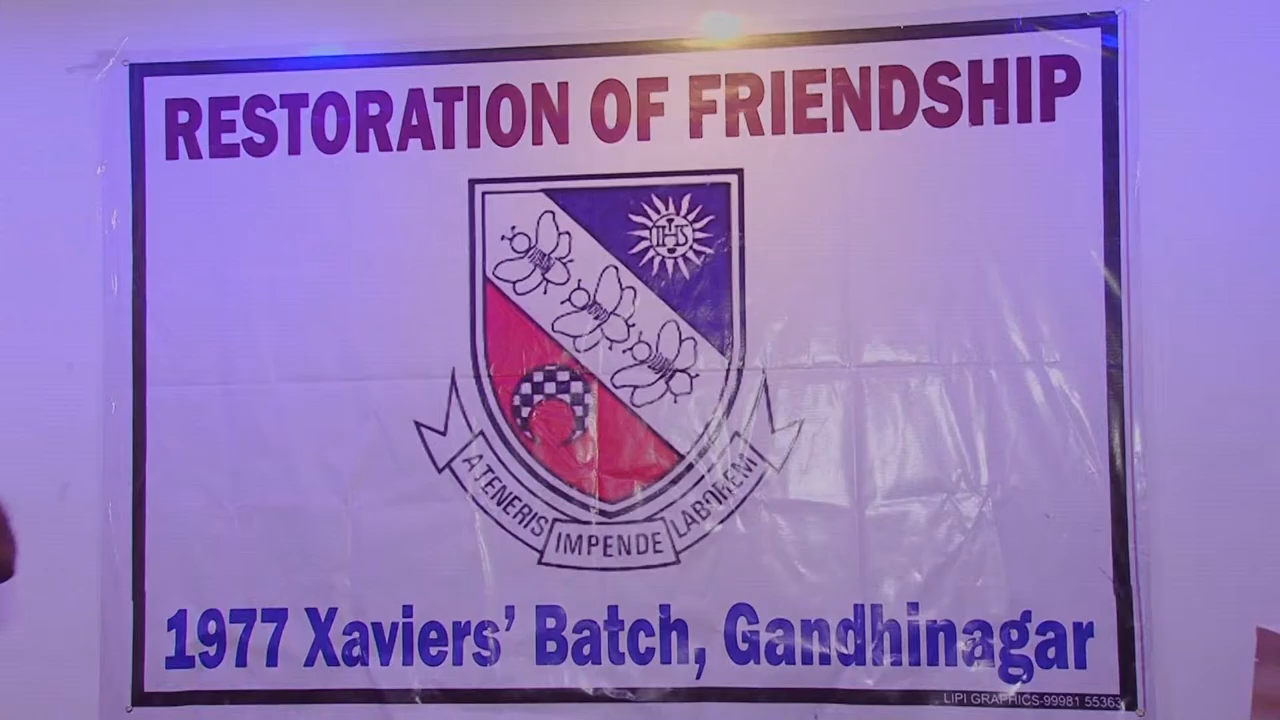 RESTORATION OF FRIENDSHIP
IHS
A TENERIS IMPENDE LABOREM
1977 Xaviers' Batch, Gandhinagar
LIPI GRAPHICS-99981 55363